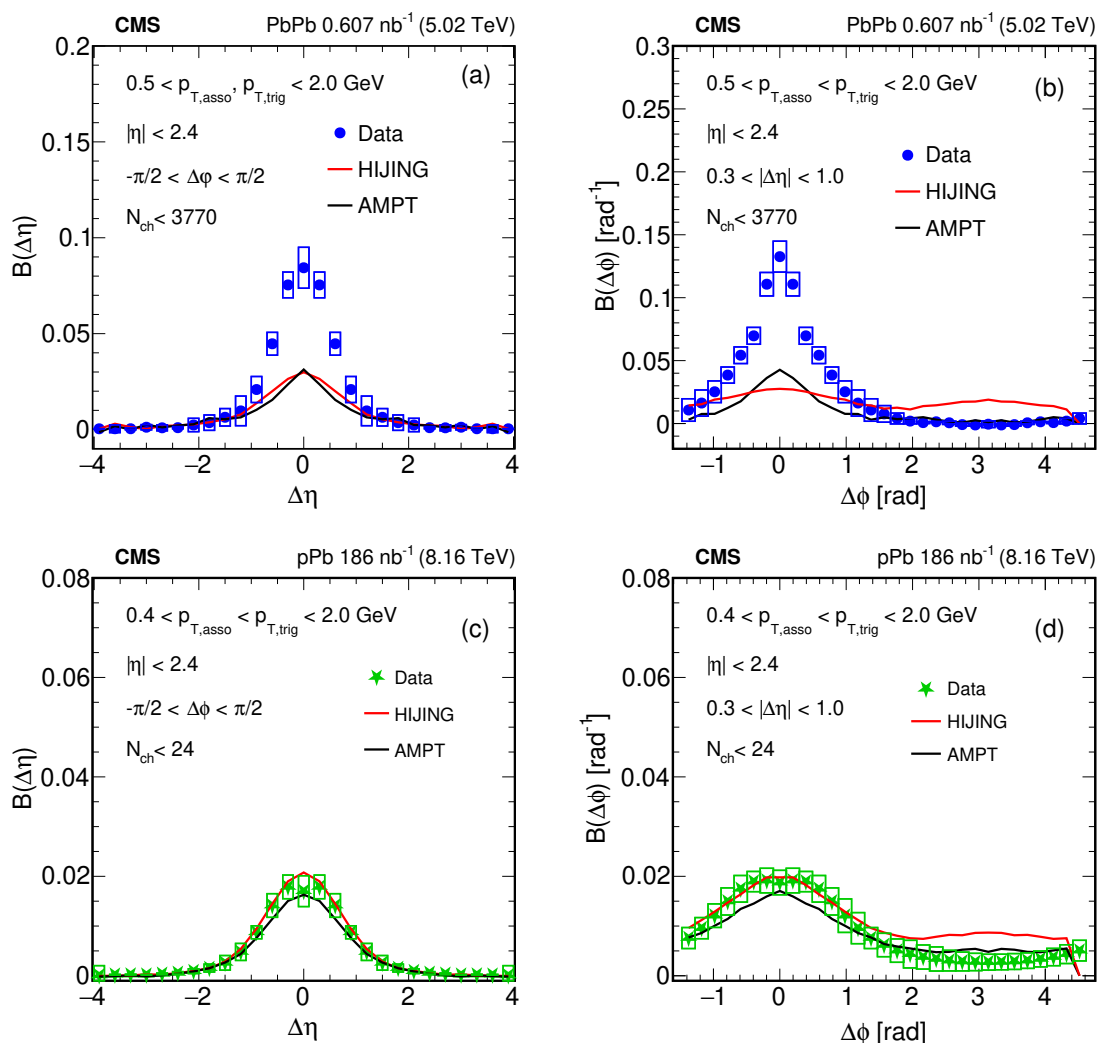 CMS PbPb 0.607 nb⁻¹ (5.02 TeV)
0.2
0.15
0.1
0.05
0
B(Δη)
(a)
0.5 < p_T,asso, p_T,trig < 2.0 GeV
|η| < 2.4
-π/2 < Δφ < π/2
N_ch < 3770
Data
HIJING
AMPT
−4 −2 0 2 4
Δη
CMS PbPb 0.607 nb⁻¹ (5.02 TeV)
0.3
0.25
0.2
0.15
0.1
0.05
0
B(Δϕ) [rad⁻¹]
(b)
0.5 < p_T,asso < p_T,trig < 2.0 GeV
|η| < 2.4
0.3 < |Δη| < 1.0
N_ch < 3770
Data
HIJING
AMPT
−1 0 1 2 3 4
Δϕ [rad]
CMS pPb 186 nb⁻¹ (8.16 TeV)
0.08
0.06
0.04
0.02
0
B(Δη)
(c)
0.4 < p_T,asso < p_T,trig < 2.0 GeV
|η| < 2.4
-π/2 < Δϕ < π/2
N_ch < 24
Data
HIJING
AMPT
−4 −2 0 2 4
Δη
CMS pPb 186 nb⁻¹ (8.16 TeV)
0.08
0.06
0.04
0.02
0
B(Δϕ) [rad⁻¹]
(d)
0.4 < p_T,asso < p_T,trig < 2.0 GeV
|η| < 2.4
0.3 < |Δη| < 1.0
N_ch < 24
Data
HIJING
AMPT
−1 0 1 2 3 4
Δϕ [rad]